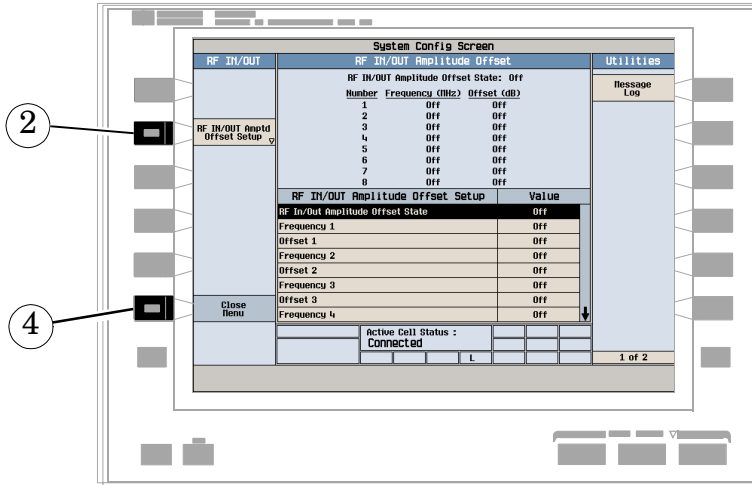 System Config Screen
RF IN/OUT
RF IN/OUT Amplitude Offset
Utilities
RF IN/OUT Amplitude Offset State: Off
Number Frequency (MHz) Offset (dB)
1 Off Off
2 Off Off
3 Off Off
4 Off Off
5 Off Off
6 Off Off
7 Off Off
8 Off Off
Message
Log
2
RF IN/OUT Amptd
Offset Setup
RF IN/OUT Amplitude Offset Setup Value
RF In/Out Amplitude Offset State Off
Frequency 1 Off
Offset 1 Off
Frequency 2 Off
Offset 2 Off
Frequency 3 Off
Offset 3 Off
Frequency 4 Off
4
Close
Menu
Active Cell Status :
Connected
L
1 of 2